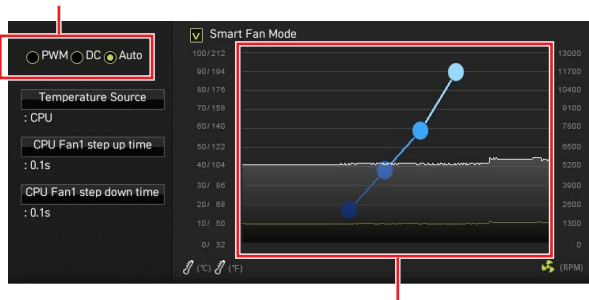 PWM DC Auto
Temperature Source
: CPU
CPU Fan1 step up time
: 0.1s
CPU Fan1 step down time
: 0.1s
V Smart Fan Mode
100/212 13000
90/194 11700
80/176 10400
70/158 9100
60/140 7800
50/122 6500
40/104 5200
30/ 86 3900
20/ 68 2600
10/ 50 1300
0/ 32 0
(°C) (°F) (RPM)